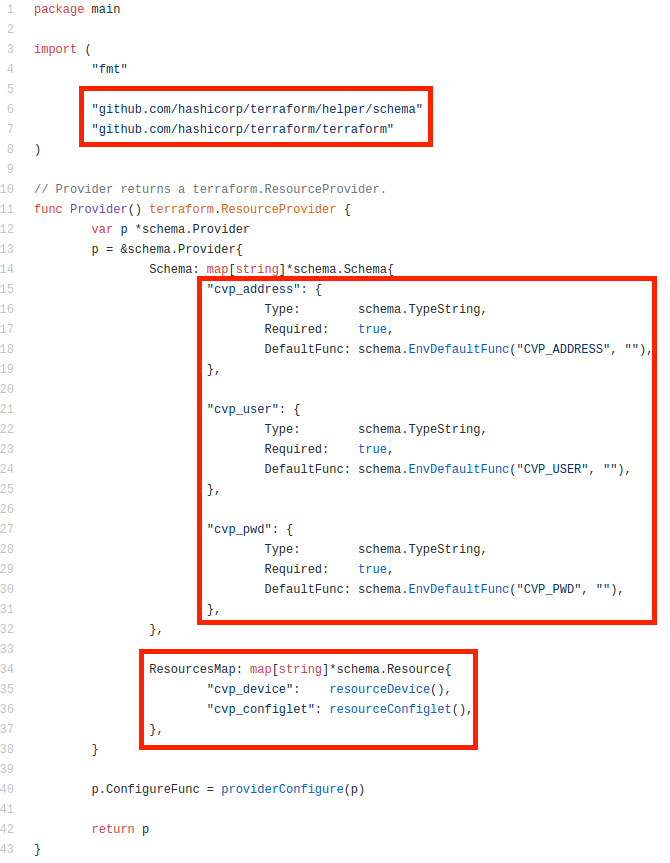 1 package main
2
3 import (
4         "fmt"
5
6         "github.com/hashicorp/terraform/helper/schema"
7         "github.com/hashicorp/terraform/terraform"
8 )
9
10 // Provider returns a terraform.ResourceProvider.
11 func Provider() terraform.ResourceProvider {
12         var p *schema.Provider
13         p = &schema.Provider{
14                 Schema: map[string]*schema.Schema{
15                         "cvp_address": {
16                                 Type:        schema.TypeString,
17                                 Required:    true,
18                                 DefaultFunc: schema.EnvDefaultFunc("CVP_ADDRESS", ""),
19                         },
20
21                         "cvp_user": {
22                                 Type:        schema.TypeString,
23                                 Required:    true,
24                                 DefaultFunc: schema.EnvDefaultFunc("CVP_USER", ""),
25                         },
26
27                         "cvp_pwd": {
28                                 Type:        schema.TypeString,
29                                 Required:    true,
30                                 DefaultFunc: schema.EnvDefaultFunc("CVP_PWD", ""),
31                         },
32                 },
33
34                 ResourcesMap: map[string]*schema.Resource{
35                         "cvp_device":    resourceDevice(),
36                         "cvp_configlet": resourceConfiglet(),
37                 },
38         }
39
40         p.ConfigureFunc = providerConfigure(p)
41
42         return p
43 }